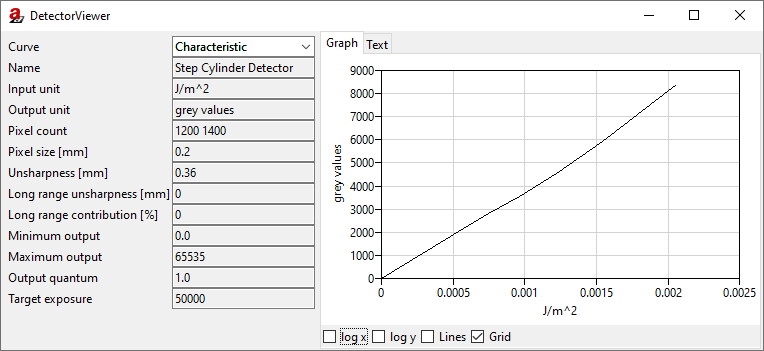 a DetectorViewer
Curve Characteristic
Name Step Cylinder Detector
Input unit J/m^2
Output unit grey values
Pixel count 1200 1400
Pixel size [mm] 0.2
Unsharpness [mm] 0.36
Long range unsharpness [mm] 0
Long range contribution [%] 0
Minimum output 0.0
Maximum output 65535
Output quantum 1.0
Target exposure 50000
Graph Text
9000
8000
7000
6000
5000
4000
3000
2000
1000
0
grey values
0 0.0005 0.001 0.0015 0.002 0.0025
J/m^2
log x log y Lines Grid